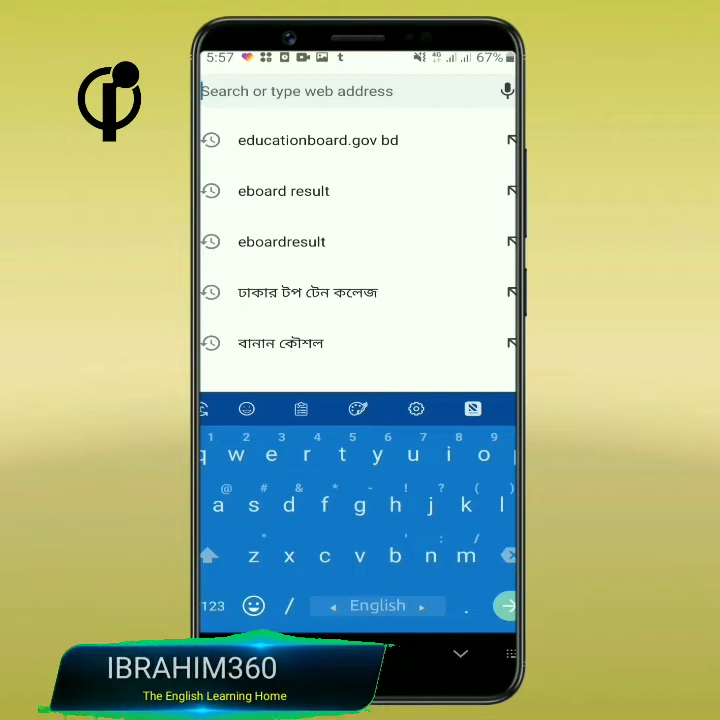 5:57 t 4G 67%
Search or type web address
educationboard.gov bd
eboard result
eboardresult
ঢাকার টপ টেন কলেজ
বানান কৌশল
1 2 3 4 5 6 7 8 9
q w e r t y u i o
@ # & * - ! ? ( )
a s d f g h j k l
* ' : /
z x c v b n m
123 / English .
IBRAHIM360
The English Learning Home